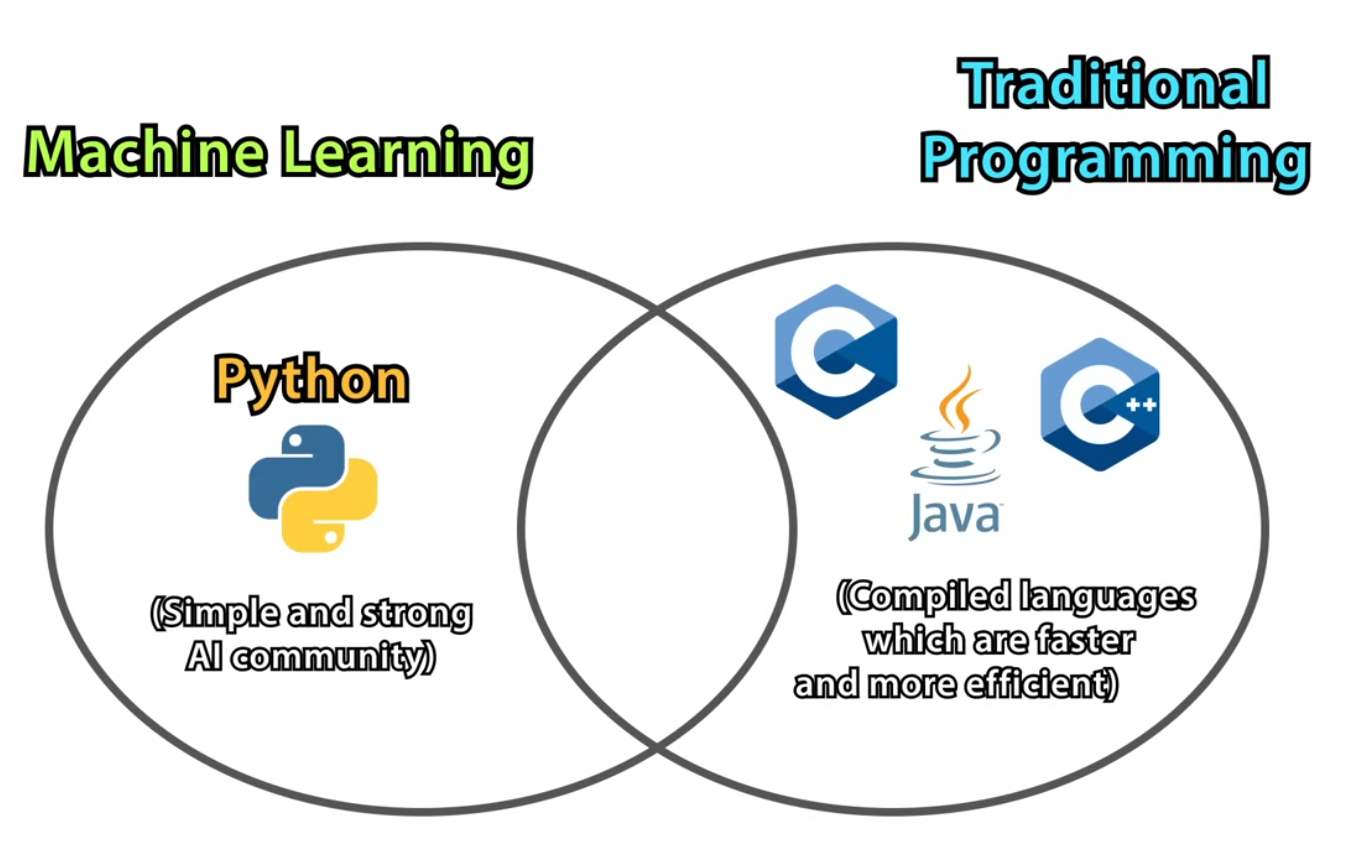 Machine Learning
Traditional
Programming
Python
(Simple and strong
AI community)
C
C++
Java
(Compiled languages
which are faster
and more efficient)